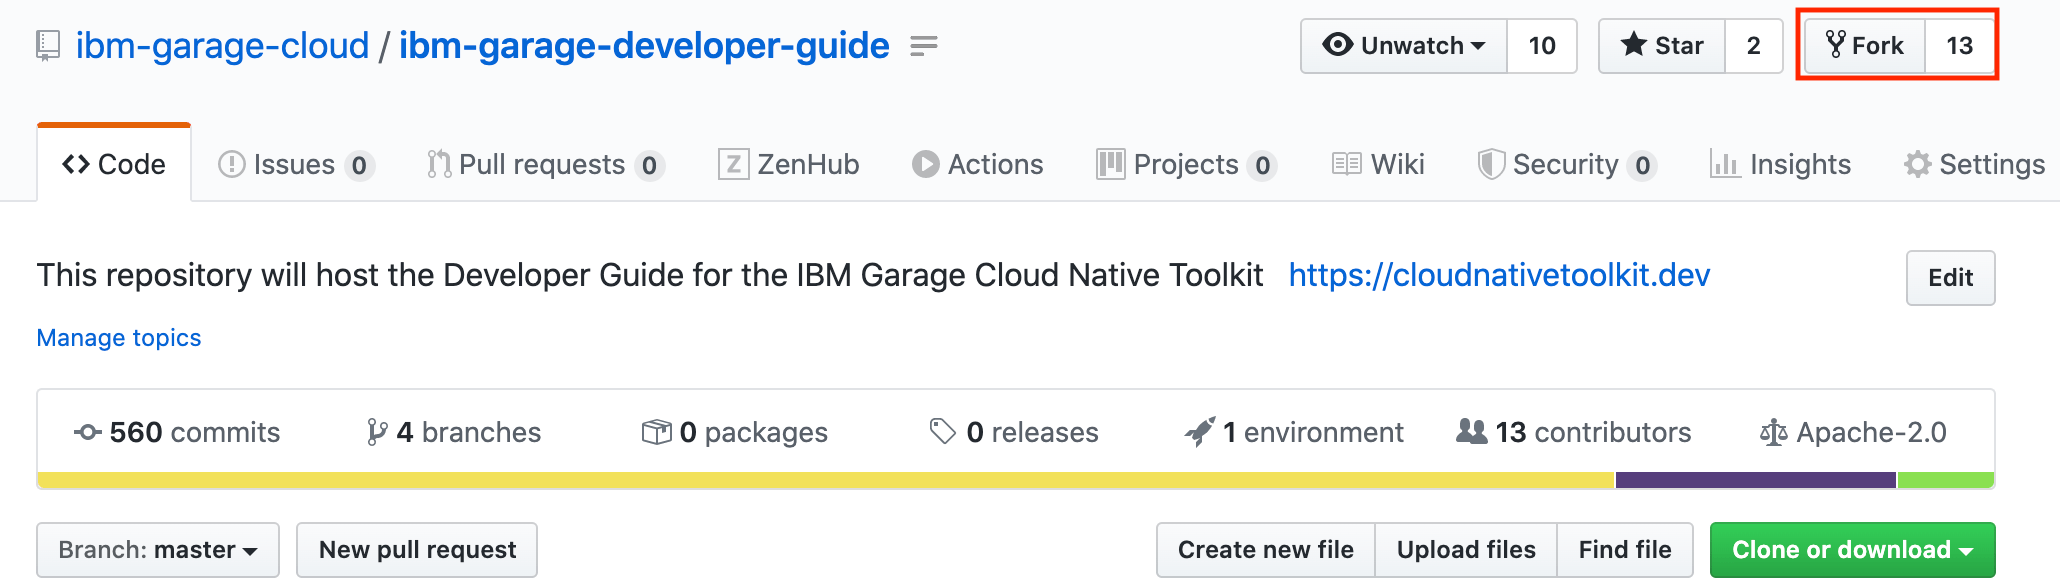 ibm-garage-cloud / ibm-garage-developer-guide Unwatch 10 Star 2 Fork 13
Code Issues 0 Pull requests 0 Z ZenHub Actions Projects 0 Wiki Security 0 Insights Settings
This repository will host the Developer Guide for the IBM Garage Cloud Native Toolkit https://cloudnativetoolkit.dev Edit
Manage topics
560 commits 4 branches 0 packages 0 releases 1 environment 13 contributors Apache-2.0
Branch: master New pull request Create new file Upload files Find file Clone or download